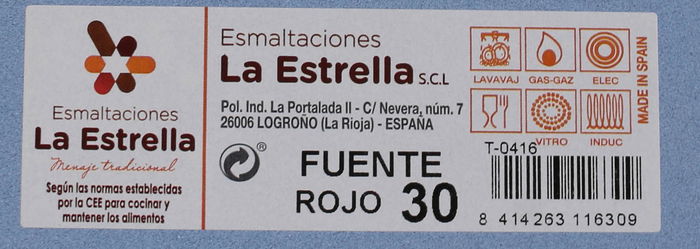 Esmaltaciones
La Estrella
Menaje tradicional
Según las normas establecidas
por la CEE para cocinar y
mantener los alimentos
Esmaltaciones
La Estrella S.C.L
Pol. Ind. La Portalada II - C/ Nevera, núm. 7
26006 LOGROÑO (La Rioja) - ESPAÑA
®
FUENTE
ROJO 30
LAVAVAJ GAS-GAZ ELEC
VITRO INDUC
MADE IN SPAIN
T-0416
8 414263 116309